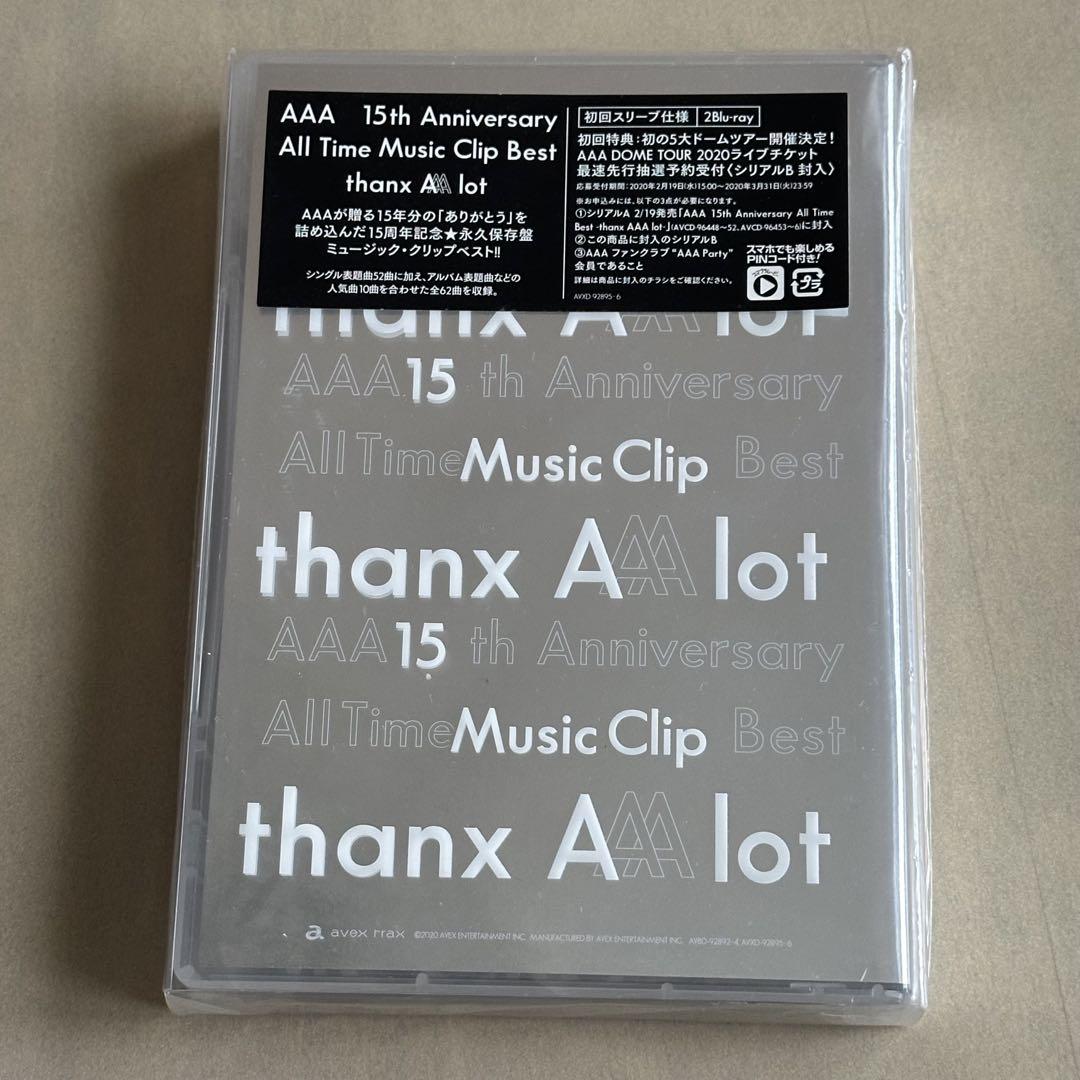 AAA 15th Anniversary
All Time Music Clip Best
thanx AAA lot
AAAが贈る15年分の「ありがとう」を
詰め込んだ15周年記念★永久保存盤
ミュージック・クリップベスト!!
シングル表題曲52曲に加え、アルバム表題曲などの
人気曲10曲を合わせた全62曲を収録。
初回スリーブ仕様 2Blu-ray
初回特典：初の5大ドームツアー開催決定！
AAA DOME TOUR 2020ライブチケット
最速先行抽選予約受付〈シリアルB 封入〉
応募受付期間：2020年2月19日(水)15:00〜2020年3月31日(火)23:59
※お申込みには、以下の3点が必要になります。
①シリアルA 2/19発売「AAA 15th Anniversary All Time
Best -thanx AAA lot-」(AVCD-96448〜52、AVCD-96453〜6)に封入
②この商品に封入のシリアルB
③AAA ファンクラブ "AAA Party"
会員であること
詳細は商品に封入のチラシをご確認ください。
AVXD-92895-6
スマホでも楽しめる
PINコード付き！
プラ
thanx AAA lot
AAA15 th Anniversary
All Time Music Clip Best
thanx AAA lot
AAA15 th Anniversary
All Time Music Clip Best
thanx AAA lot
a avex trax ©2020 AVEX ENTERTAINMENT INC. MANUFACTURED BY AVEX ENTERTAINMENT INC. AVBD-92892-4, AVXD-92895-6